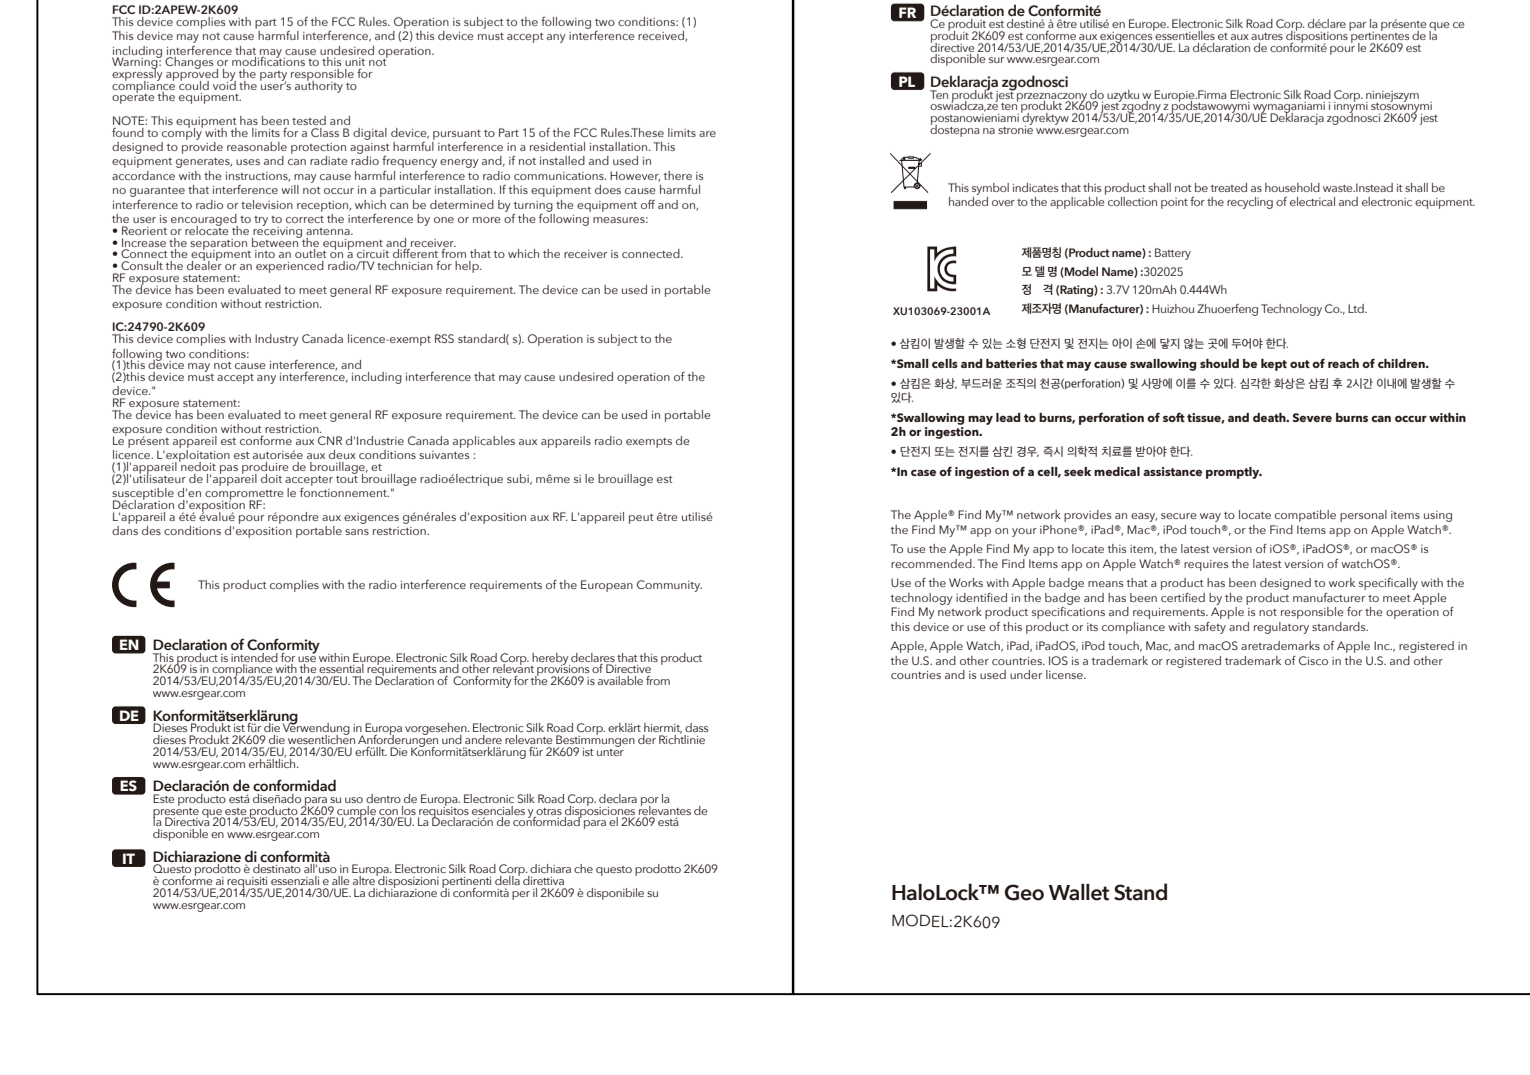 FCC ID:2APEW-2K609
This device complies with part 15 of the FCC Rules. Operation is subject to the following two conditions: (1)
This device may not cause harmful interference, and (2) this device must accept any interference received,
including interference that may cause undesired operation.
Warning: Changes or modifications to this unit not
expressly approved by the party responsible for
compliance could void the user's authority to
operate the equipment.
NOTE: This equipment has been tested and
found to comply with the limits for a Class B digital device, pursuant to Part 15 of the FCC Rules.These limits are
designed to provide reasonable protection against harmful interference in a residential installation. This
equipment generates, uses and can radiate radio frequency energy and, if not installed and used in
accordance with the instructions, may cause harmful interference to radio communications. However, there is
no guarantee that interference will not occur in a particular installation. If this equipment does cause harmful
interference to radio or television reception, which can be determined by turning the equipment off and on,
the user is encouraged to try to correct the interference by one or more of the following measures:
• Reorient or relocate the receiving antenna.
• Increase the separation between the equipment and receiver.
• Connect the equipment into an outlet on a circuit different from that to which the receiver is connected.
• Consult the dealer or an experienced radio/TV technician for help.
RF exposure statement:
The device has been evaluated to meet general RF exposure requirement. The device can be used in portable
exposure condition without restriction.
IC:24790-2K609
This device complies with Industry Canada licence-exempt RSS standard( s). Operation is subject to the
following two conditions:
(1)this device may not cause interference, and
(2)this device must accept any interference, including interference that may cause undesired operation of the
device."
RF exposure statement:
The device has been evaluated to meet general RF exposure requirement. The device can be used in portable
exposure condition without restriction.
Le présent appareil est conforme aux CNR d'Industrie Canada applicables aux appareils radio exempts de
licence. L'exploitation est autorisée aux deux conditions suivantes :
(1)l'appareil nedoit pas produire de brouillage, et
(2)l'utilisateur de l'appareil doit accepter tout brouillage radioélectrique subi, même si le brouillage est
susceptible d'en compromettre le fonctionnement."
Déclaration d'exposition RF:
L'appareil a été évalué pour répondre aux exigences générales d'exposition aux RF. L'appareil peut être utilisé
dans des conditions d'exposition portable sans restriction.
CE This product complies with the radio interference requirements of the European Community.
EN Declaration of Conformity
This product is intended for use within Europe. Electronic Silk Road Corp. hereby declares that this product
2K609 is in compliance with the essential requirements and other relevant provisions of Directive
2014/53/EU,2014/35/EU,2014/30/EU. The Declaration of Conformity for the 2K609 is available from
www.esrgear.com
DE Konformitätserklärung
Dieses Produkt ist für die Verwendung in Europa vorgesehen. Electronic Silk Road Corp. erklärt hiermit, dass
dieses Produkt 2K609 die wesentlichen Anforderungen und andere relevante Bestimmungen der Richtlinie
2014/53/EU, 2014/35/EU, 2014/30/EU erfüllt. Die Konformitätserklärung für 2K609 ist unter
www.esrgear.com erhältlich.
ES Declaración de conformidad
Este producto está diseñado para su uso dentro de Europa. Electronic Silk Road Corp. declara por la
presente que este producto 2K609 cumple con los requisitos esenciales y otras disposiciones relevantes de
la Directiva 2014/53/EU, 2014/35/EU, 2014/30/EU. La Declaración de conformidad para el 2K609 está
disponible en www.esrgear.com
IT Dichiarazione di conformità
Questo prodotto è destinato all'uso in Europa. Electronic Silk Road Corp. dichiara che questo prodotto 2K609
è conforme ai requisiti essenziali e alle altre disposizioni pertinenti della direttiva
2014/53/UE,2014/35/UE,2014/30/UE. La dichiarazione di conformità per il 2K609 è disponibile su
www.esrgear.com
FR Déclaration de Conformité
Ce produit est destiné à être utilisé en Europe. Electronic Silk Road Corp. déclare par la présente que ce
produit 2K609 est conforme aux exigences essentielles et aux autres dispositions pertinentes de la
directive 2014/53/UE,2014/35/UE,2014/30/UE. La déclaration de conformité pour le 2K609 est
disponible sur www.esrgear.com
PL Deklaracja zgodnosci
Ten produkt jest przeznaczony do uzytku w Europie.Firma Electronic Silk Road Corp. niniejszym
oswiadcza,ze ten produkt 2K609 jest zgodny z podstawowymi wymaganiami i innymi stosownymi
postanowieniami dyrektyw 2014/53/UE,2014/35/UE,2014/30/UE Deklaracja zgodnosci 2K609 jest
dostepna na stronie www.esrgear.com
This symbol indicates that this product shall not be treated as household waste.Instead it shall be
handed over to the applicable collection point for the recycling of electrical and electronic equipment.
XU103069-23001A
제품명칭 (Product name) : Battery
모 델 명 (Model Name) :302025
정 격 (Rating) : 3.7V 120mAh 0.444Wh
제조자명 (Manufacturer) : Huizhou Zhuoerfeng Technology Co., Ltd.
• 삼킴이 발생할 수 있는 소형 단전지 및 전지는 아이 손에 닿지 않는 곳에 두어야 한다.
*Small cells and batteries that may cause swallowing should be kept out of reach of children.
• 삼킴은 화상, 부드러운 조직의 천공(perforation) 및 사망에 이를 수 있다. 심각한 화상은 삼킴 후 2시간 이내에 발생할 수
있다.
*Swallowing may lead to burns, perforation of soft tissue, and death. Severe burns can occur within
2h or ingestion.
• 단전지 또는 전지를 삼킨 경우, 즉시 의학적 치료를 받아야 한다.
*In case of ingestion of a cell, seek medical assistance promptly.
The Apple® Find My™ network provides an easy, secure way to locate compatible personal items using
the Find My™ app on your iPhone®, iPad®, Mac®, iPod touch®, or the Find Items app on Apple Watch®.
To use the Apple Find My app to locate this item, the latest version of iOS®, iPadOS®, or macOS® is
recommended. The Find Items app on Apple Watch® requires the latest version of watchOS®.
Use of the Works with Apple badge means that a product has been designed to work specifically with the
technology identified in the badge and has been certified by the product manufacturer to meet Apple
Find My network product specifications and requirements. Apple is not responsible for the operation of
this device or use of this product or its compliance with safety and regulatory standards.
Apple, Apple Watch, iPad, iPadOS, iPod touch, Mac, and macOS aretrademarks of Apple Inc., registered in
the U.S. and other countries. IOS is a trademark or registered trademark of Cisco in the U.S. and other
countries and is used under license.
HaloLock™ Geo Wallet Stand
MODEL:2K609